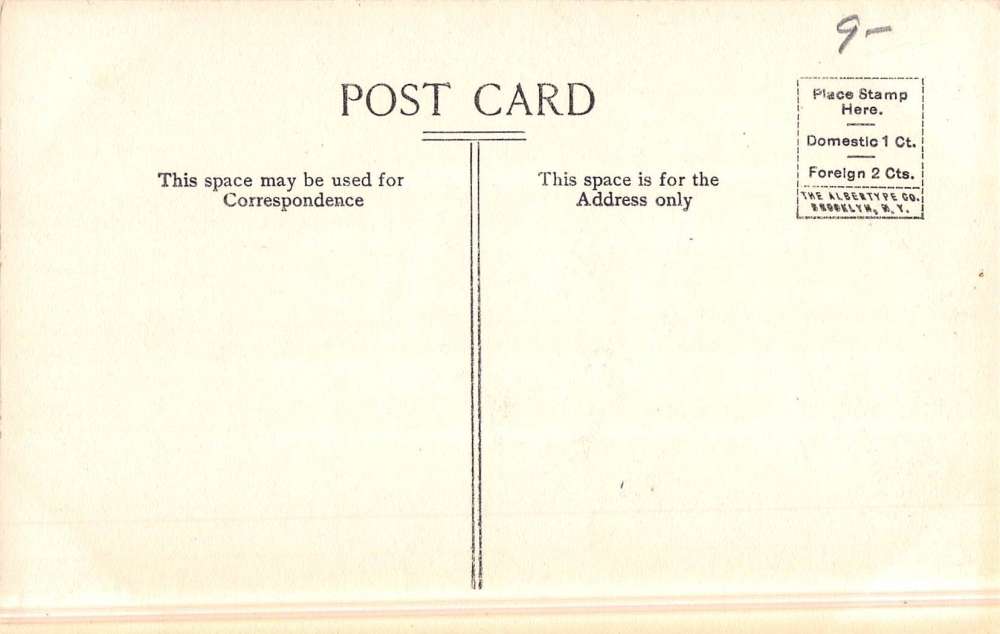 9-
POST CARD
This space may be used for
Correspondence
This space is for the
Address only
Place Stamp
Here.
Domestic 1 Ct.
Foreign 2 Cts.
THE ALBERTYPE CO.
BROOKLYN, N. Y.